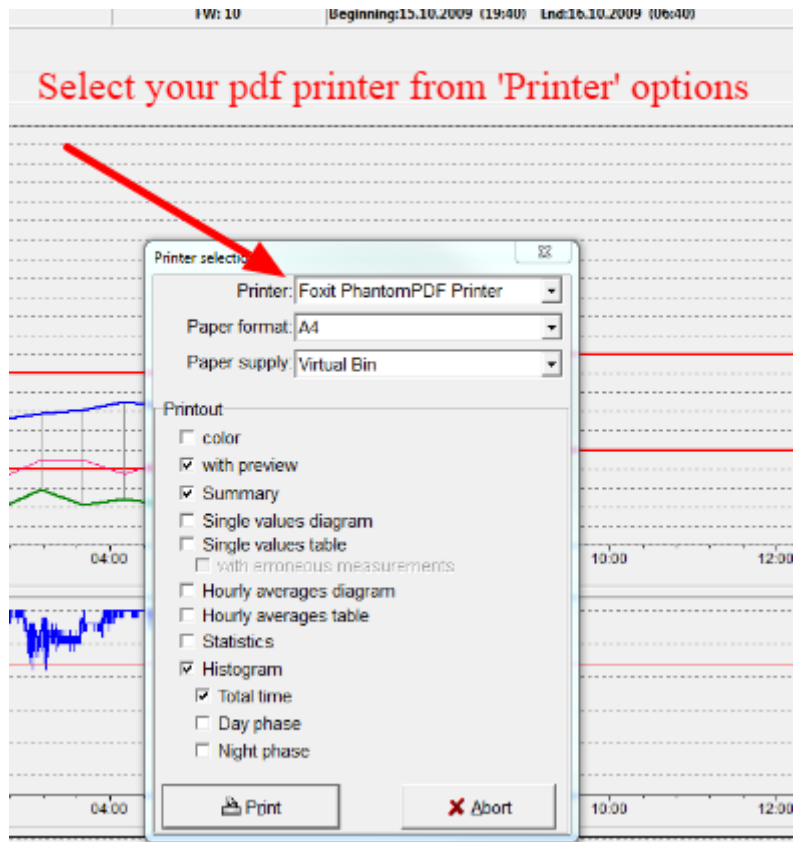 FW: 10 Beginning:15.10.2009 (19:40) End:16.10.2009 (06:40)
Select your pdf printer from 'Printer' options
Printer selectio
Printer: Foxit PhantomPDF Printer
Paper format: A4
Paper supply: Virtual Bin
Printout
color
with preview
Summary
Single values diagram
Single values table
with erroneous measurements
Hourly averages diagram
Hourly averages table
Statistics
Histogram
Total time
Day phase
Night phase
Print Abort
04:00 10:00 12:00
04:00 10:00 12:00